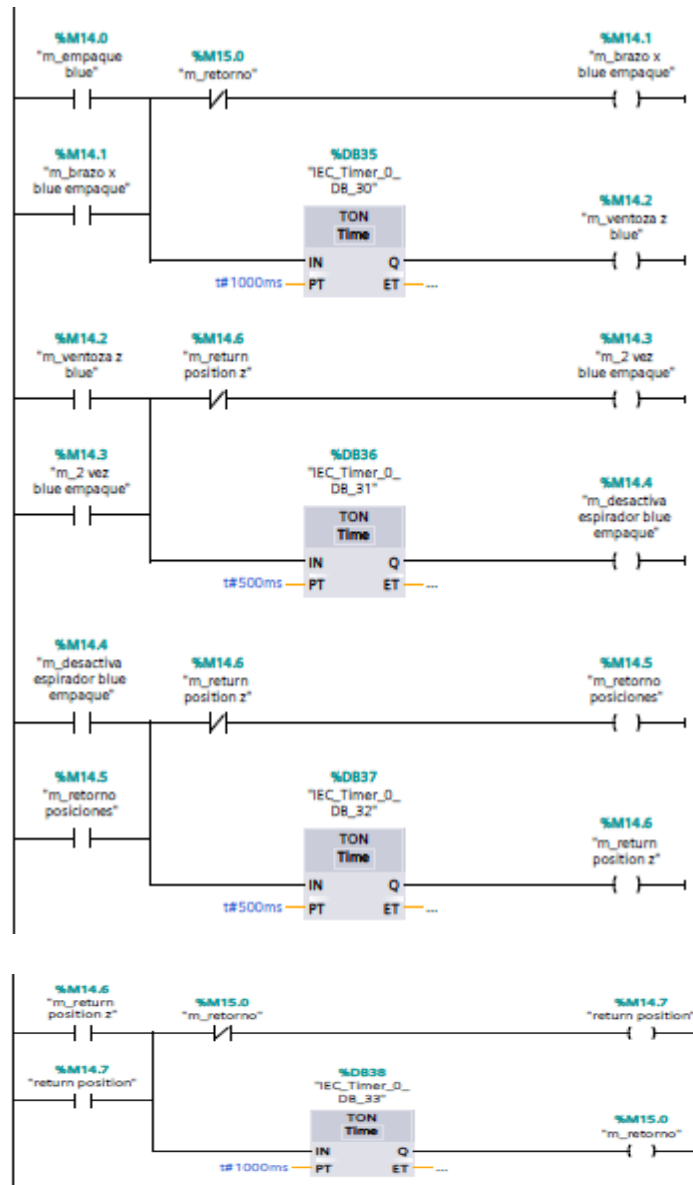 %M14.0
"m_empaque
blue"
%M15.0
"m_retorno"
%M14.1
"m_brazo x
blue empaque"
%M14.1
"m_brazo x
blue empaque"
%DB35
"IEC_Timer_0_
DB_30"
TON
Time
IN
Q
t#1000ms
PT
ET
...
%M14.2
"m_ventoza z
blue"
%M14.2
"m_ventoza z
blue"
%M14.6
"m_return
position z"
%M14.3
"m_2 vez
blue empaque"
%M14.3
"m_2 vez
blue empaque"
%DB36
"IEC_Timer_0_
DB_31"
TON
Time
IN
Q
t#500ms
PT
ET
...
%M14.4
"m_desactiva
espirador blue
empaque"
%M14.4
"m_desactiva
espirador blue
empaque"
%M14.6
"m_return
position z"
%M14.5
"m_retorno
posiciones"
%M14.5
"m_retorno
posiciones"
%DB37
"IEC_Timer_0_
DB_32"
TON
Time
IN
Q
t#500ms
PT
ET
...
%M14.6
"m_return
position z"
%M14.6
"m_return
position z"
%M15.0
"m_retorno"
%M14.7
"return position"
%M14.7
"return position"
%DB38
"IEC_Timer_0_
DB_33"
TON
Time
IN
Q
t#1000ms
PT
ET
...
%M15.0
"m_retorno"